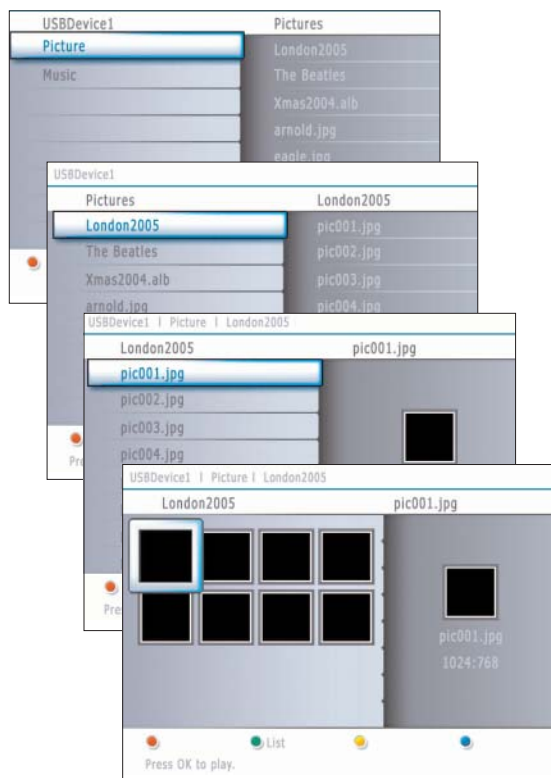 USBDevice1 Pictures
Picture London2005
Music The Beatles
Xmas2004.alb
arnold.jpg
eagle.jpg
USBDevice1
Pictures London2005
London2005 pic001.jpg
The Beatles pic002.jpg
Xmas2004.alb pic003.jpg
arnold.jpg pic004.jpg
USBDevice1 | Picture | London2005
London2005 pic001.jpg
pic001.jpg
pic002.jpg
pic003.jpg
pic004.jpg
USBDevice1 | Picture | London2005
London2005 pic001.jpg
pic001.jpg
1024:768
List
Press OK to play.